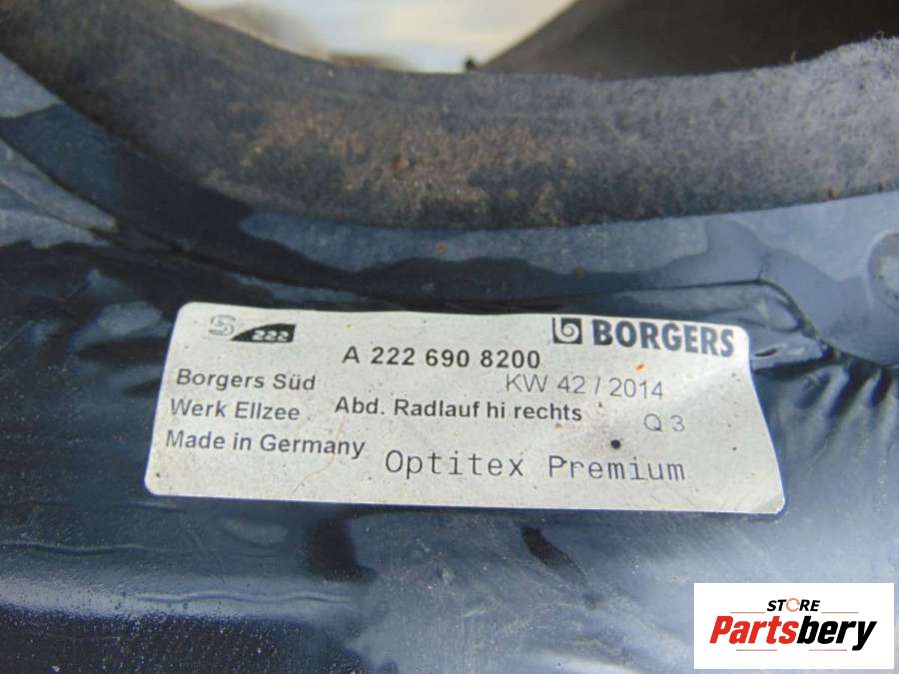 S 222
BORGERS
A 222 690 8200
KW 42 / 2014
Borgers Süd
Werk Ellzee
Abd. Radlauf hi rechts
Q 3
Made in Germany
Optitex Premium
STORE
Partsbery